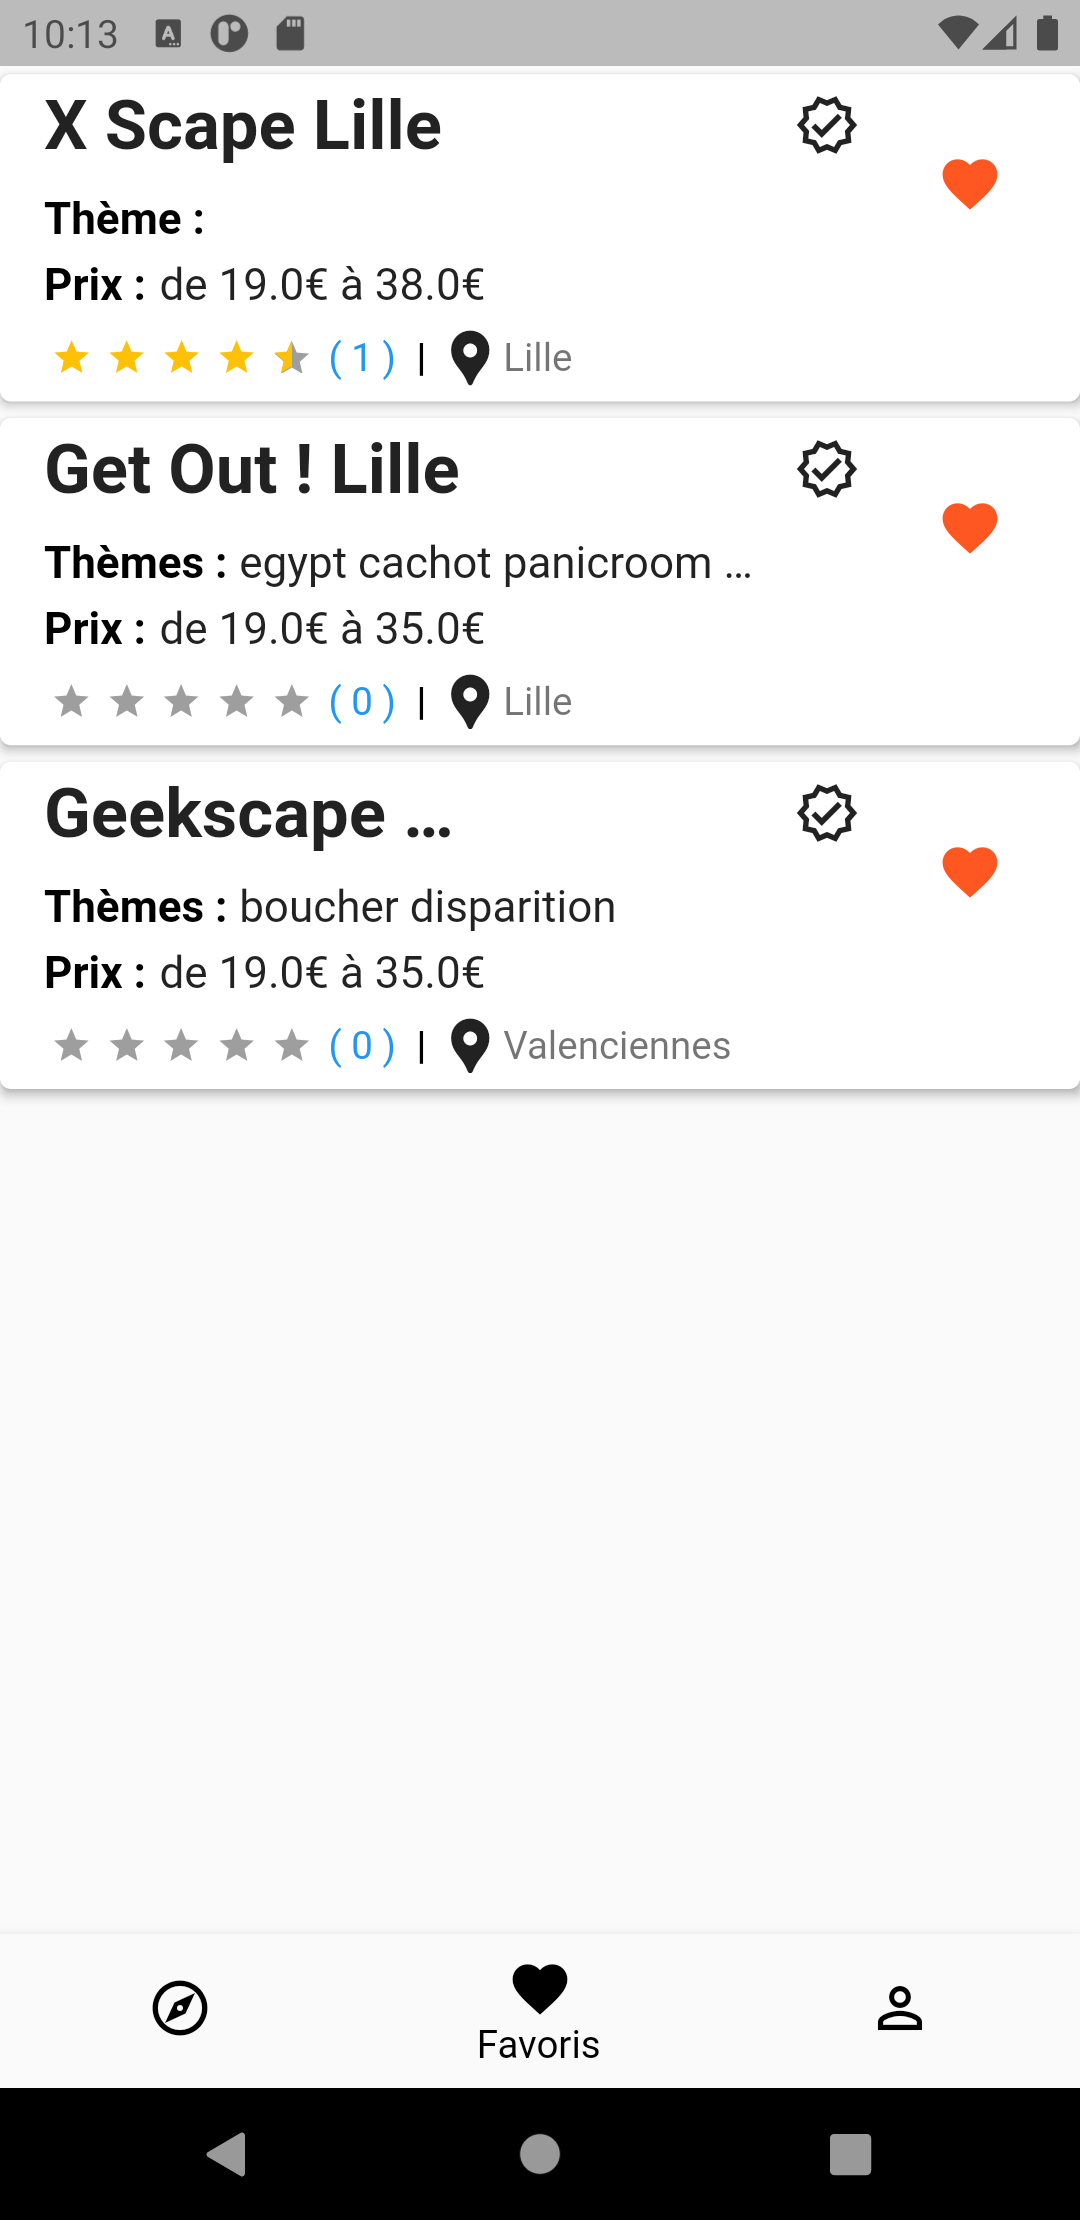 10:13
X Scape Lille
Thème :
Prix : de 19.0€ à 38.0€
( 1 ) | Lille
Get Out ! Lille
Thèmes : egypt cachot panicroom ...
Prix : de 19.0€ à 35.0€
( 0 ) | Lille
Geekscape ...
Thèmes : boucher disparition
Prix : de 19.0€ à 35.0€
( 0 ) | Valenciennes
Favoris